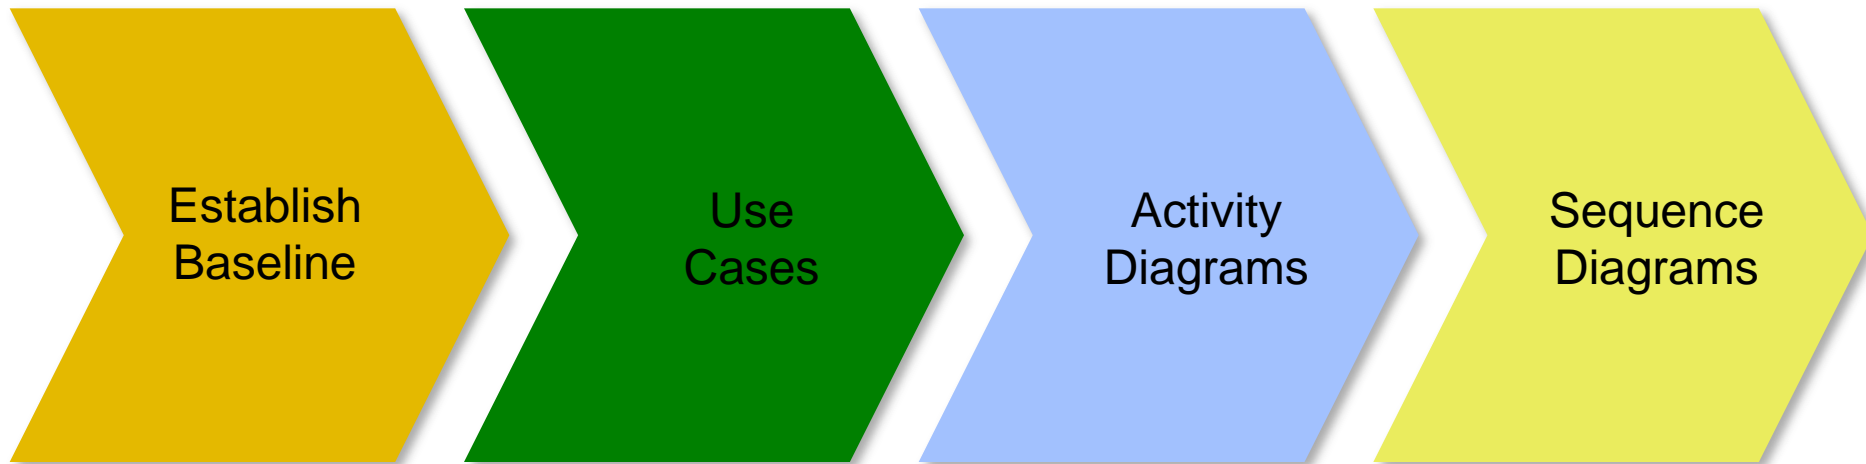 Establish
Baseline
Use
Cases
Activity
Diagrams
Sequence
Diagrams